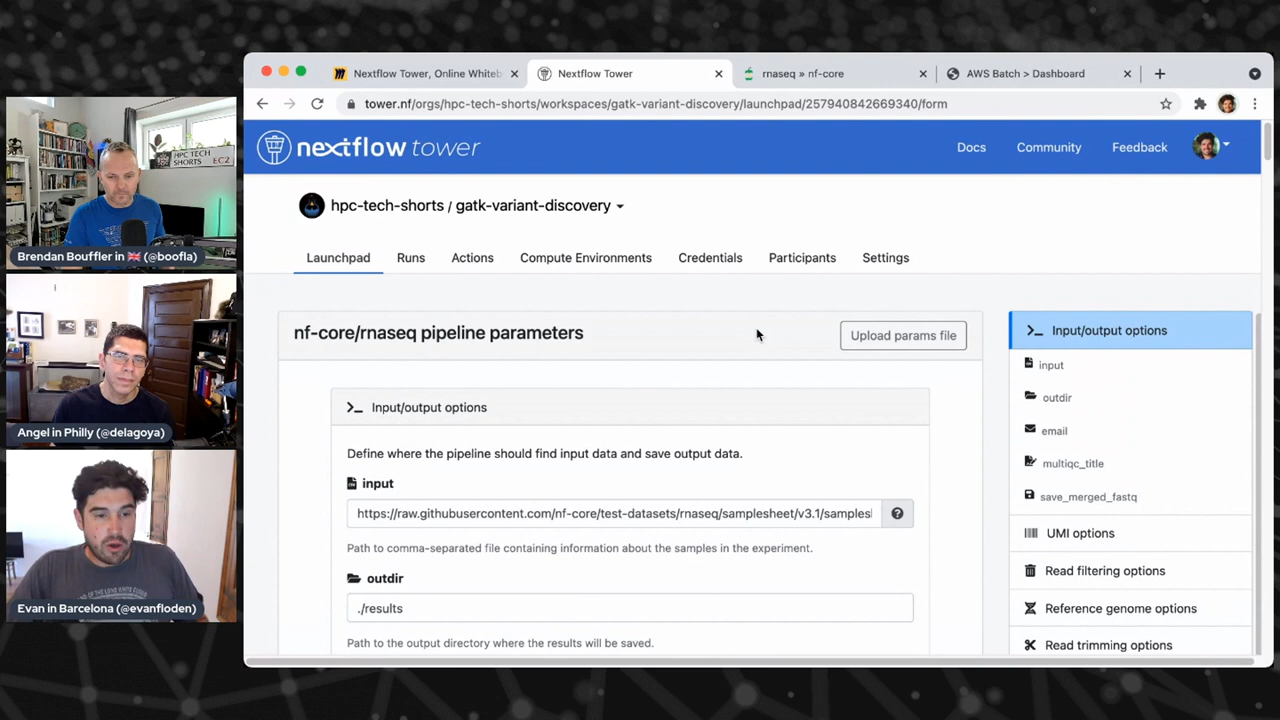 HPC TECH
SHORTS EC2
Brendan Bouffler in 🇬🇧 (@boofla)
Angel in Philly (@delagoya)
Evan in Barcelona (@evanfloden)
Nextflow Tower, Online Whiteb
Nextflow Tower
rnaseq » nf-core
AWS Batch > Dashboard
tower.nf/orgs/hpc-tech-shorts/workspaces/gatk-variant-discovery/launchpad/257940842669340/form
nextflow tower
Docs
Community
Feedback
hpc-tech-shorts / gatk-variant-discovery
Launchpad
Runs
Actions
Compute Environments
Credentials
Participants
Settings
nf-core/rnaseq pipeline parameters
Upload params file
Input/output options
Define where the pipeline should find input data and save output data.
input
https://raw.githubusercontent.com/nf-core/test-datasets/rnaseq/samplesheet/v3.1/samplesl
Path to comma-separated file containing information about the samples in the experiment.
outdir
./results
Path to the output directory where the results will be saved.
Input/output options
input
outdir
email
multiqc_title
save_merged_fastq
UMI options
Read filtering options
Reference genome options
Read trimming options